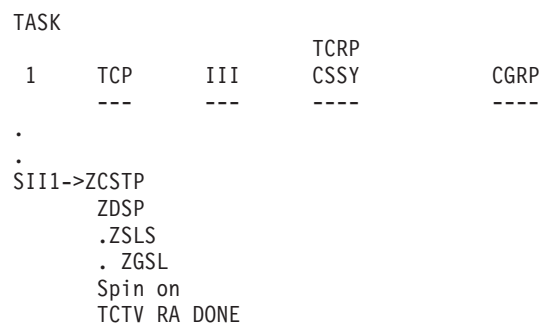 TASK
TCRP
1 TCP III CSSY CGRP
--- --- ---- ----
.
.
SII1->ZCSTP
ZDSP
.ZSLS
. ZGSL
Spin on
TCTV RA DONE